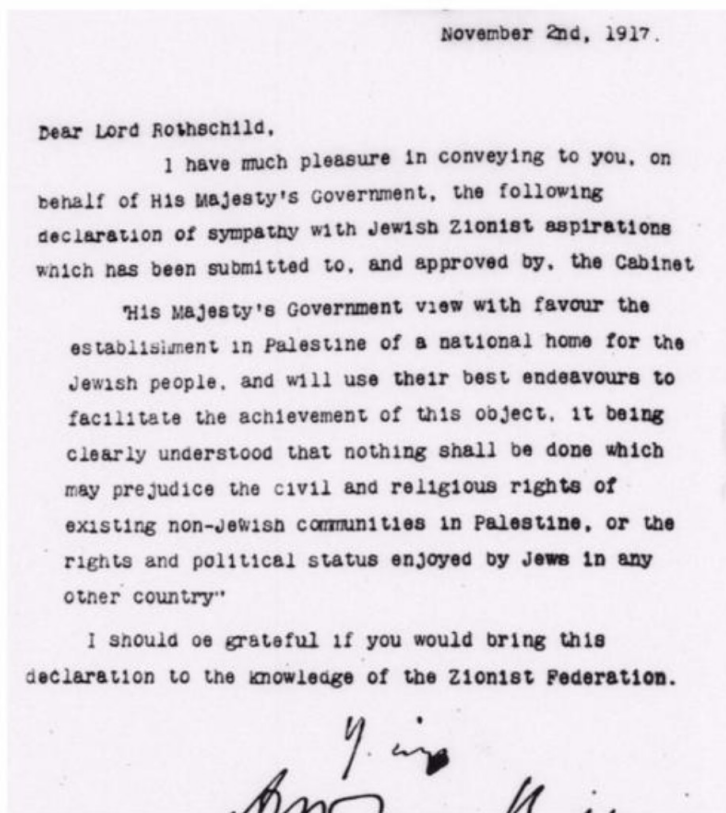 November 2nd, 1917.
Dear Lord Rothschild,
I have much pleasure in conveying to you, on
behalf of His Majesty's Government, the following
declaration of sympathy with Jewish Zionist aspirations
which has been submitted to, and approved by, the Cabinet
"His Majesty's Government view with favour the
establishment in Palestine of a national home for the
Jewish people, and will use their best endeavours to
facilitate the achievement of this object, it being
clearly understood that nothing shall be done which
may prejudice the civil and religious rights of
existing non-Jewish communities in Palestine, or the
rights and political status enjoyed by Jews in any
other country"
I should be grateful if you would bring this
declaration to the knowledge of the Zionist Federation.